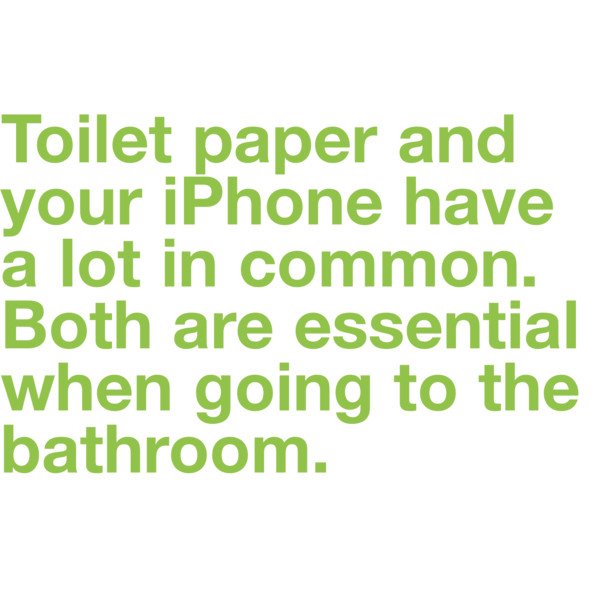 Toilet paper and
your iPhone have
a lot in common.
Both are essential
when going to the
bathroom.